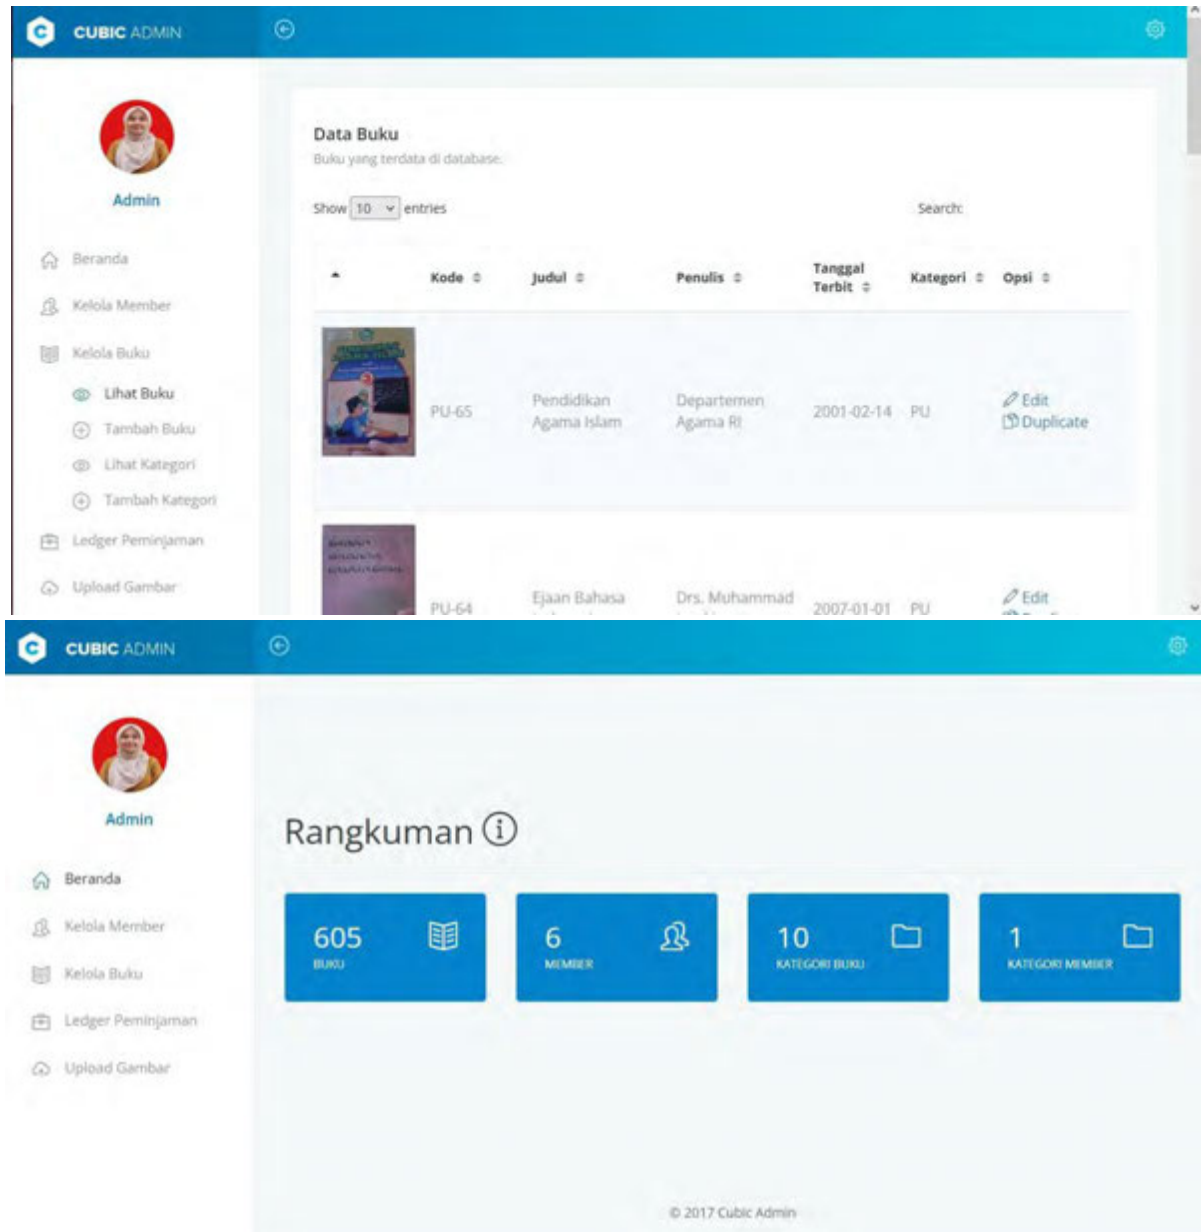 CUBIC ADMIN
Admin
Beranda
Kelola Member
Kelola Buku
Lihat Buku
Tambah Buku
Lihat Kategori
Tambah Kategori
Ledger Peminjaman
Upload Gambar
Data Buku
Buku yang terdata di database.
Show 10 entries
Search:
Kode Judul Penulis Tanggal Terbit Kategori Opsi
PU-65 Pendidikan Agama Islam Departemen Agama RI 2001-02-14 PU Edit Duplicate
PU-64 Ejaan Bahasa Drs. Muhammad 2007-01-01 PU Edit
CUBIC ADMIN
Admin
Beranda
Kelola Member
Kelola Buku
Ledger Peminjaman
Upload Gambar
Rangkuman
605
BUKU
6
MEMBER
10
KATEGORI BUKU
1
KATEGORI MEMBER
© 2017 Cubic Admin